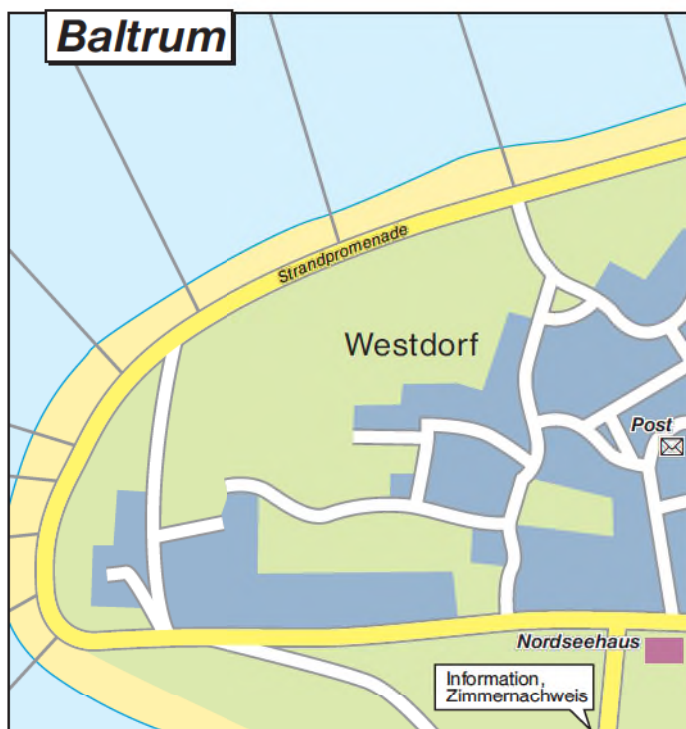 Baltrum
Strandpromenade
Westdorf
Post
Nordseehaus
Information,
Zimmernachweis